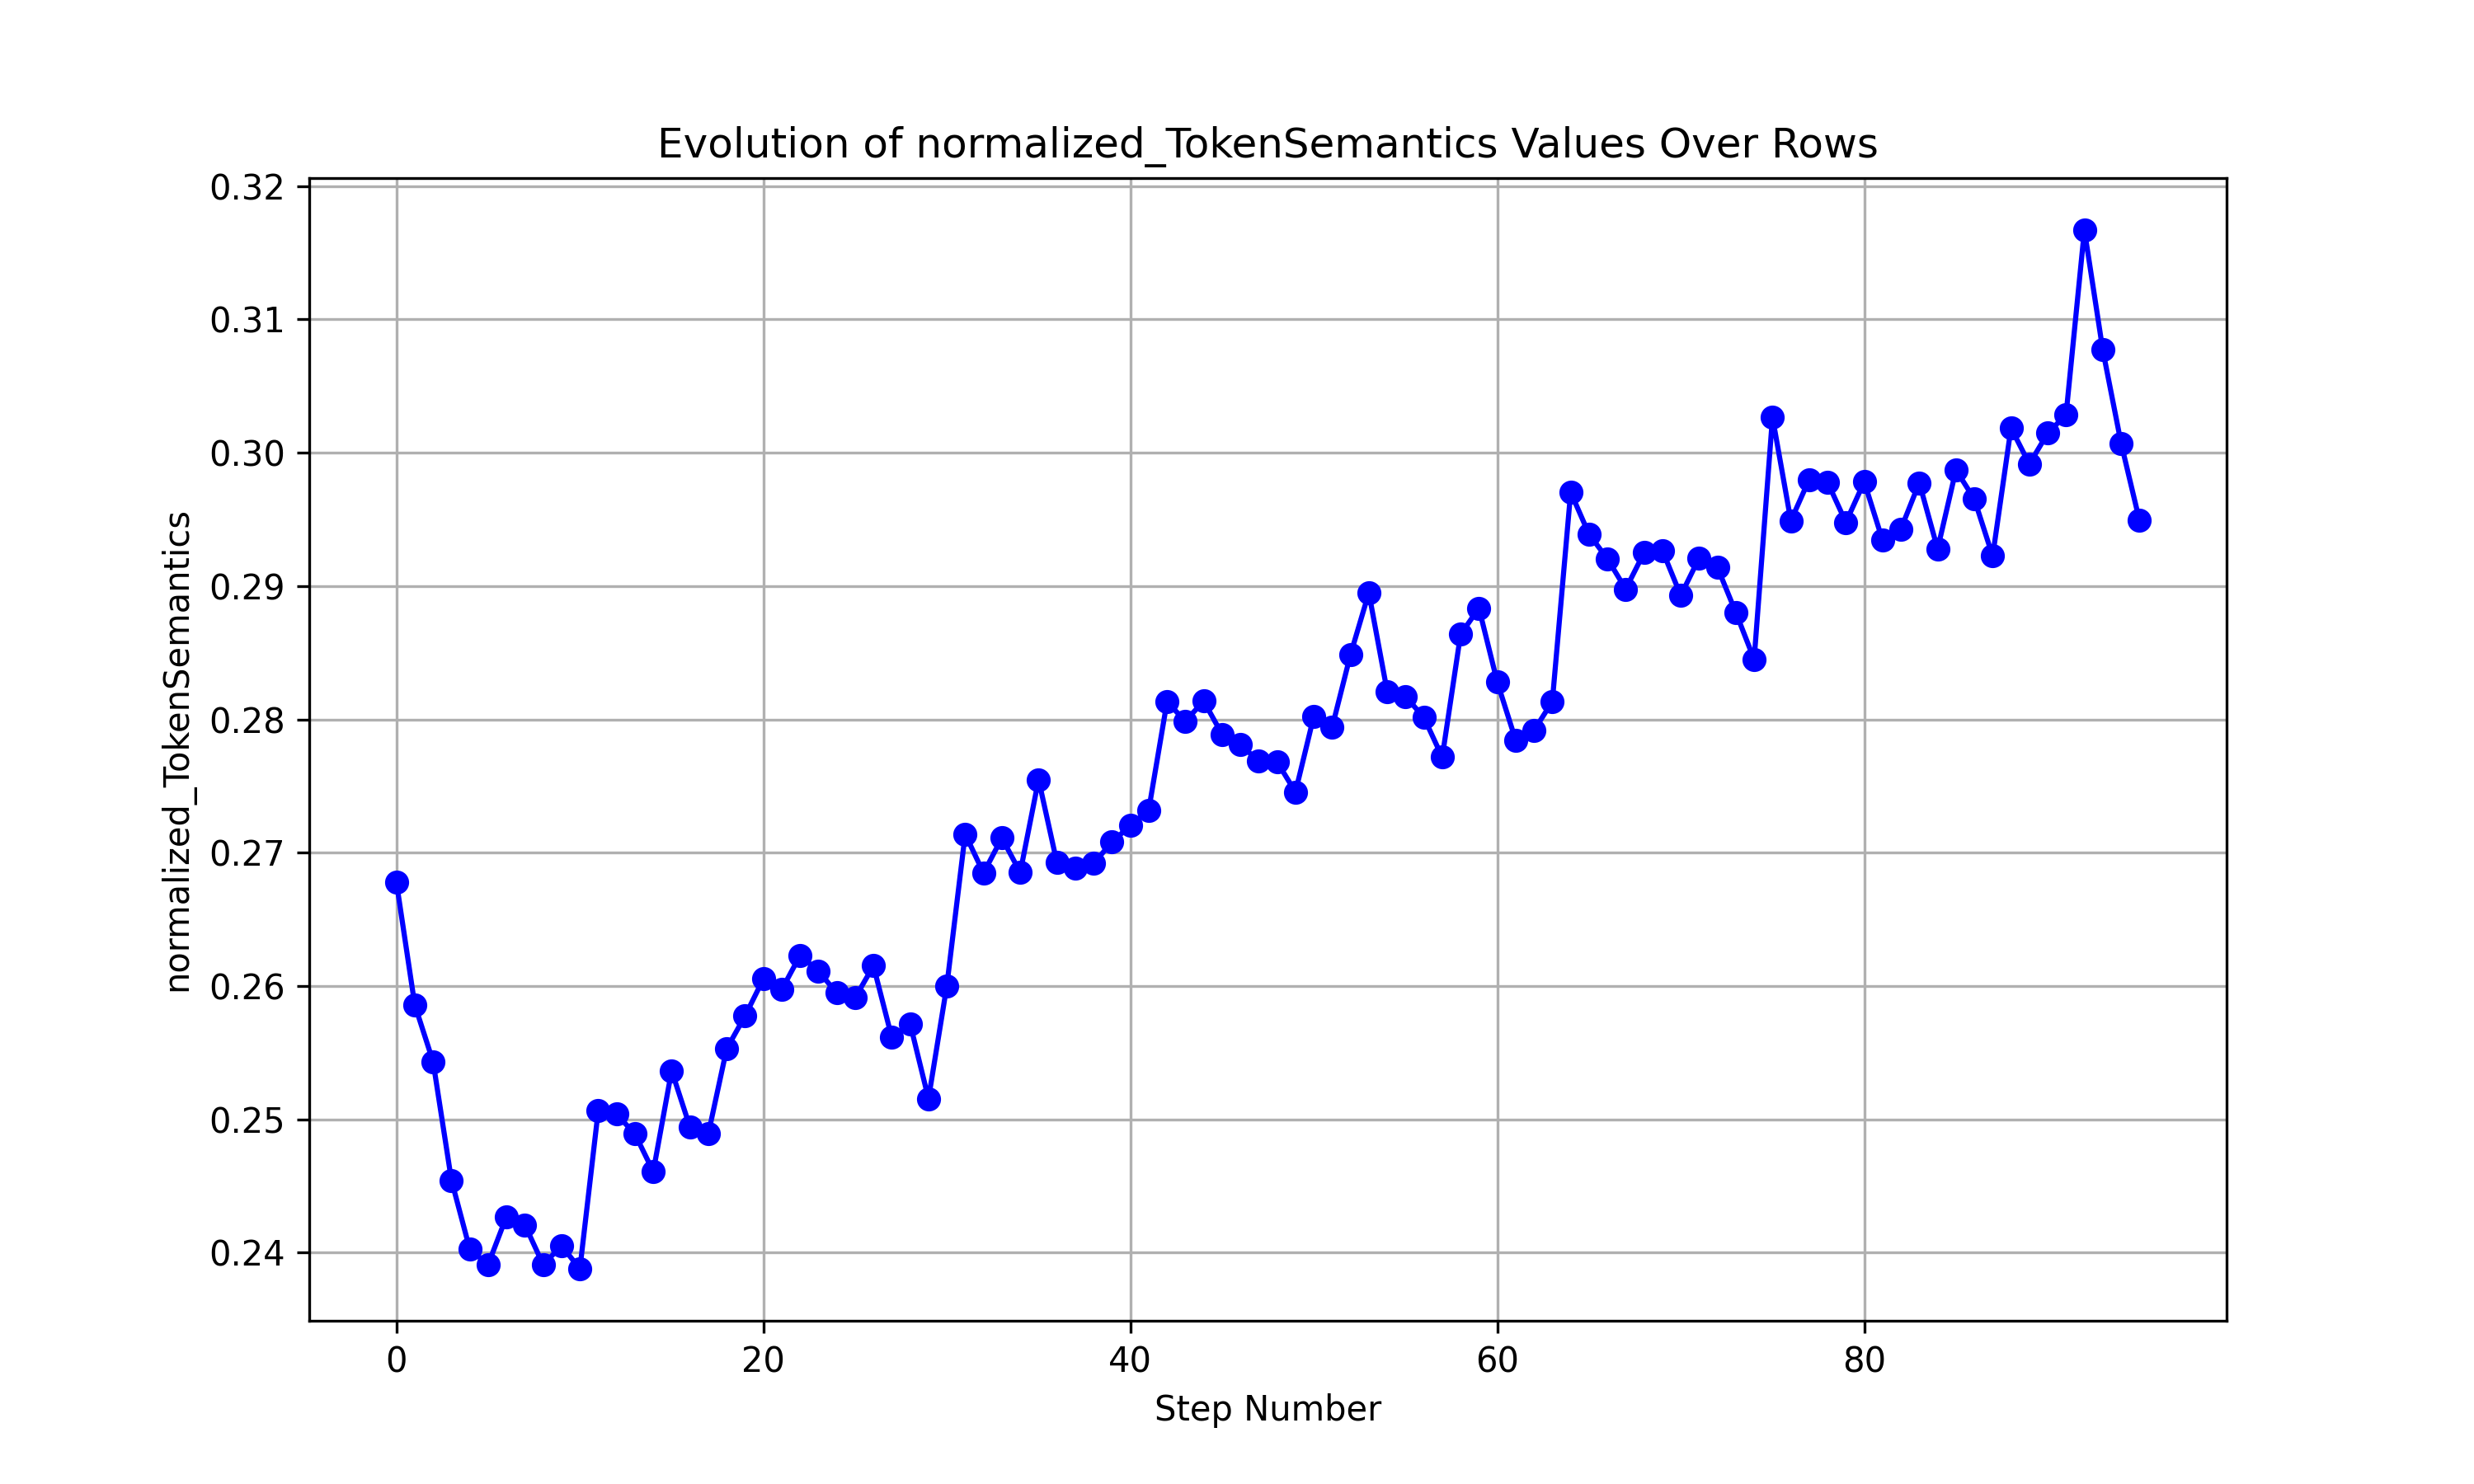 Evolution of normalized_TokenSemantics Values Over Rows
0.32
0.31
0.30
0.29
0.28
0.27
0.26
0.25
0.24
normalized_TokenSemantics
0 20 40 60 80
Step Number